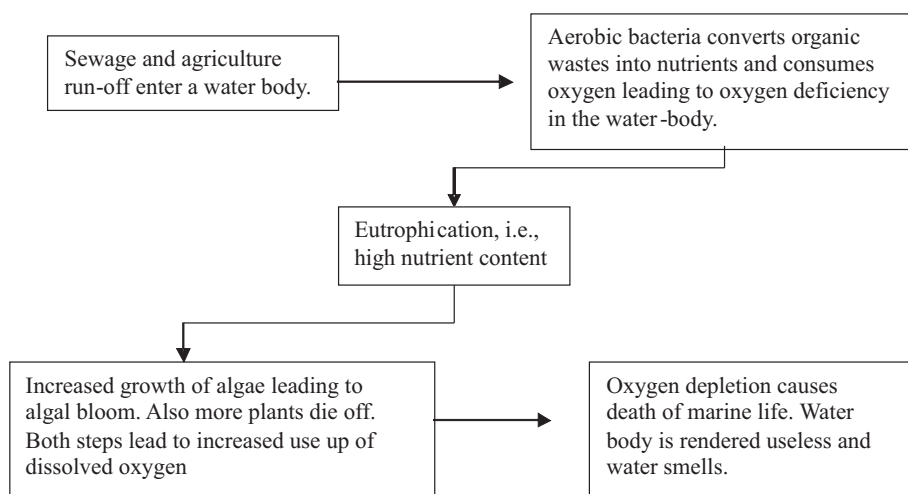 Sewage and agriculture
run-off enter a water body.
Aerobic bacteria converts organic
wastes into nutrients and consumes
oxygen leading to oxygen deficiency
in the water-body.
Eutrophication, i.e.,
high nutrient content
Increased growth of algae leading to
algal bloom. Also more plants die off.
Both steps lead to increased use up of
dissolved oxygen
Oxygen depletion causes
death of marine life. Water
body is rendered useless and
water smells.